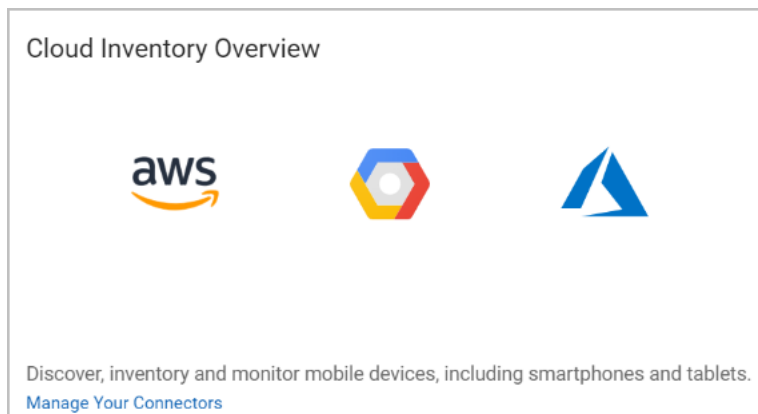 Cloud Inventory Overview
aws
Discover, inventory and monitor mobile devices, including smartphones and tablets.
Manage Your Connectors